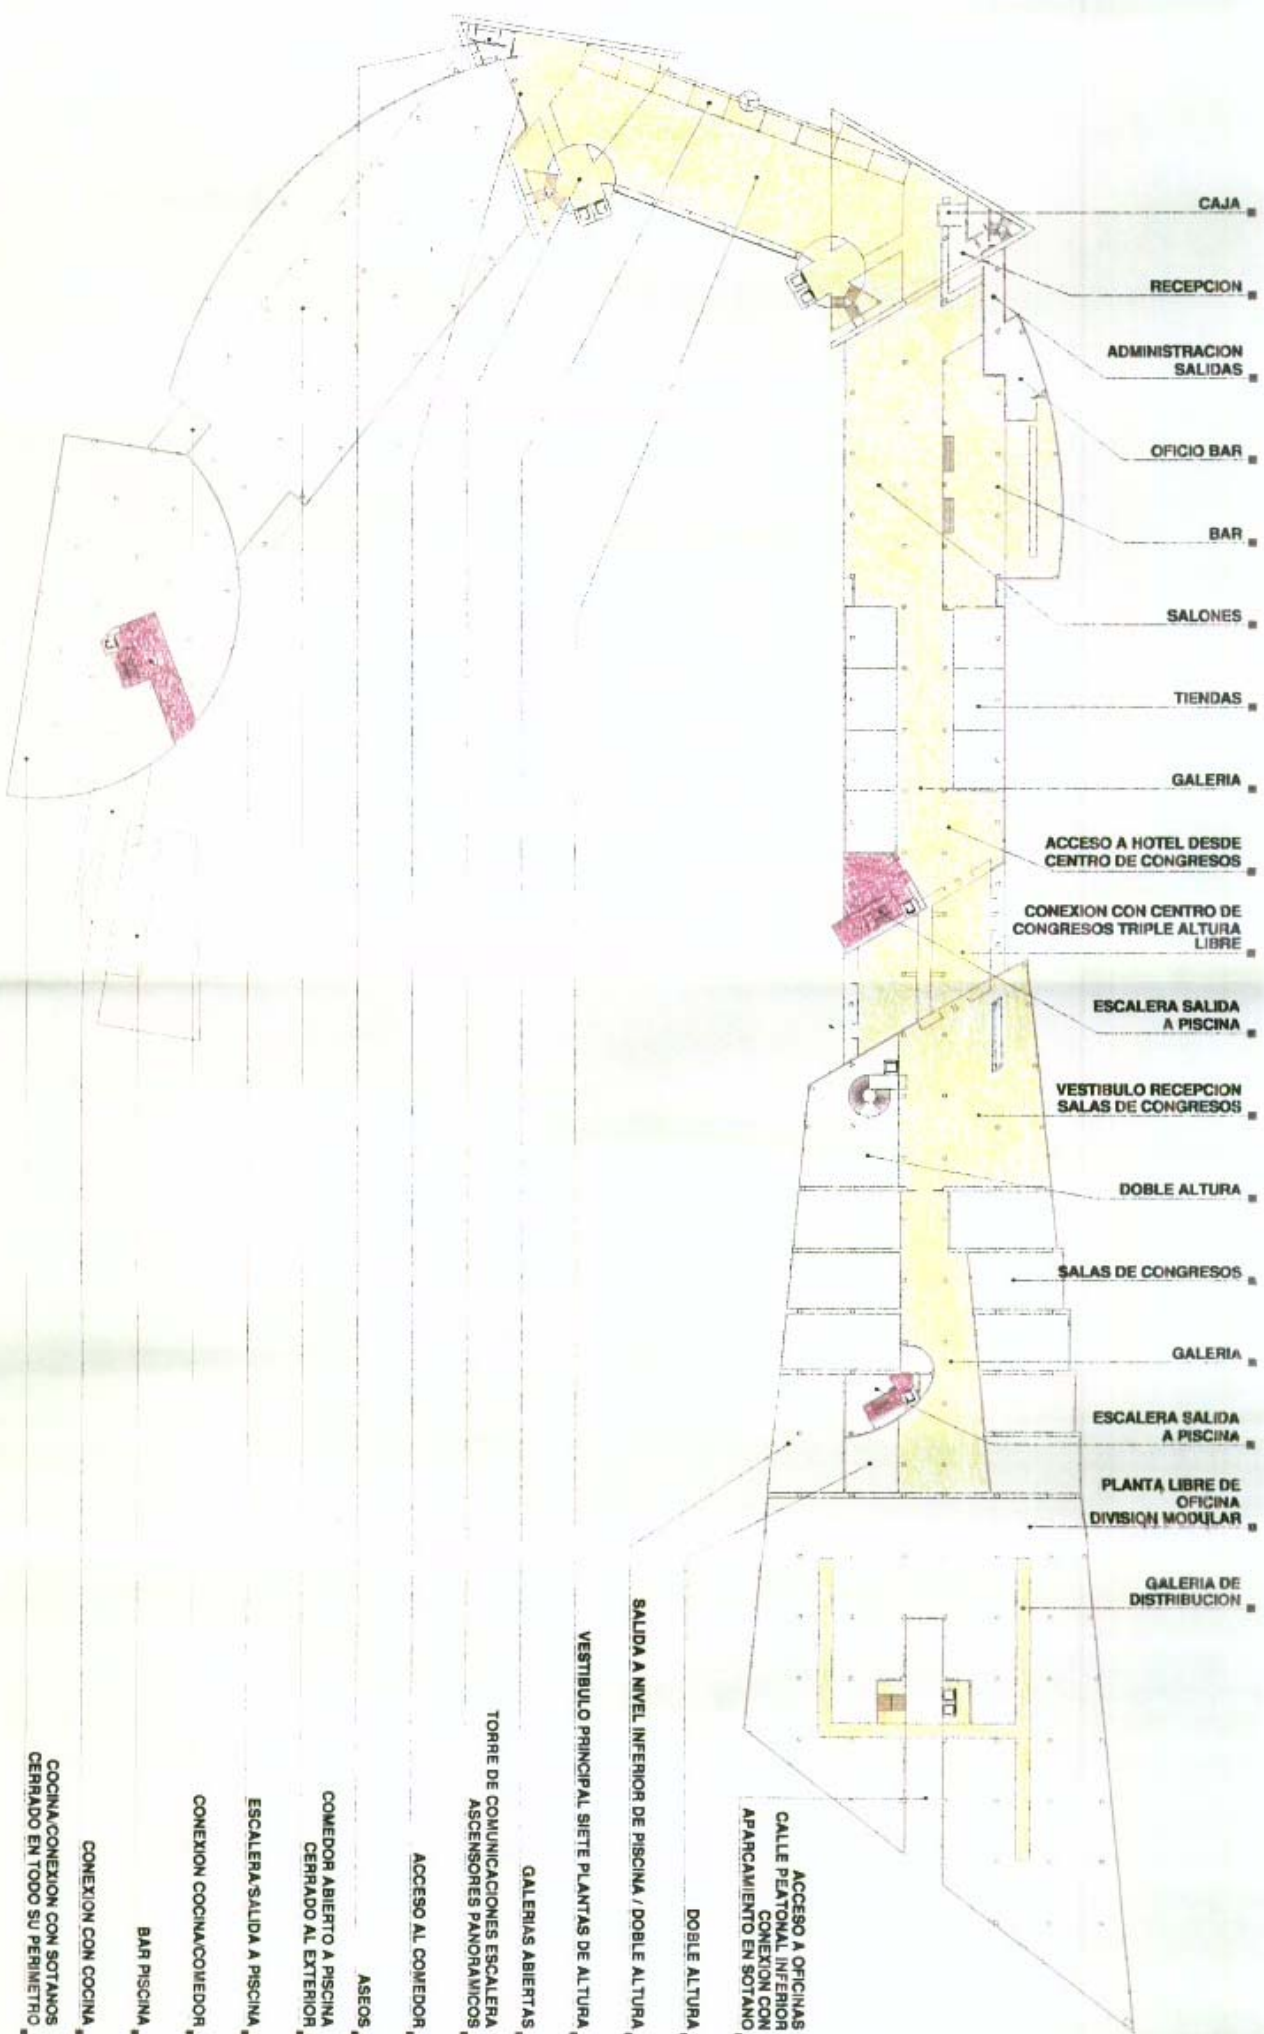 CAJA
RECEPCION
ADMINISTRACION
SALIDAS
OFICIO BAR
BAR
SALONES
TIENDAS
GALERIA
ACCESO A HOTEL DESDE
CENTRO DE CONGRESOS
CONEXION CON CENTRO DE
CONGRESOS TRIPLE ALTURA
LIBRE
ESCALERA SALIDA
A PISCINA
VESTIBULO RECEPCION
SALAS DE CONGRESOS
DOBLE ALTURA
SALAS DE CONGRESOS
GALERIA
ESCALERA SALIDA
A PISCINA
PLANTA LIBRE DE
OFICINA
DIVISION MODULAR
GALERIA DE
DISTRIBUCION
ACCESO A OFICINAS
CALLE PEATONAL INFERIOR
CONEXION CON
APARCAMIENTO EN SOTANO
DOBLE ALTURA
SALIDA A NIVEL INFERIOR DE PISCINA / DOBLE ALTURA
VESTIBULO PRINCIPAL SIETE PLANTAS DE ALTURA
GALERIAS ABIERTAS
TORRE DE COMUNICACIONES ESCALERA
ASCENSORES PANORAMICOS
ACCESO AL COMEDOR
ASEOS
COMEDOR ABIERTO A PISCINA
CERRADO AL EXTERIOR
ESCALERA/SALIDA A PISCINA
CONEXION COCINA/COMEDOR
BAR PISCINA
CONEXION CON COCINA
COCINA/CONEXION CON SOTANOS
CERRADO EN TODO SU PERIMETRO